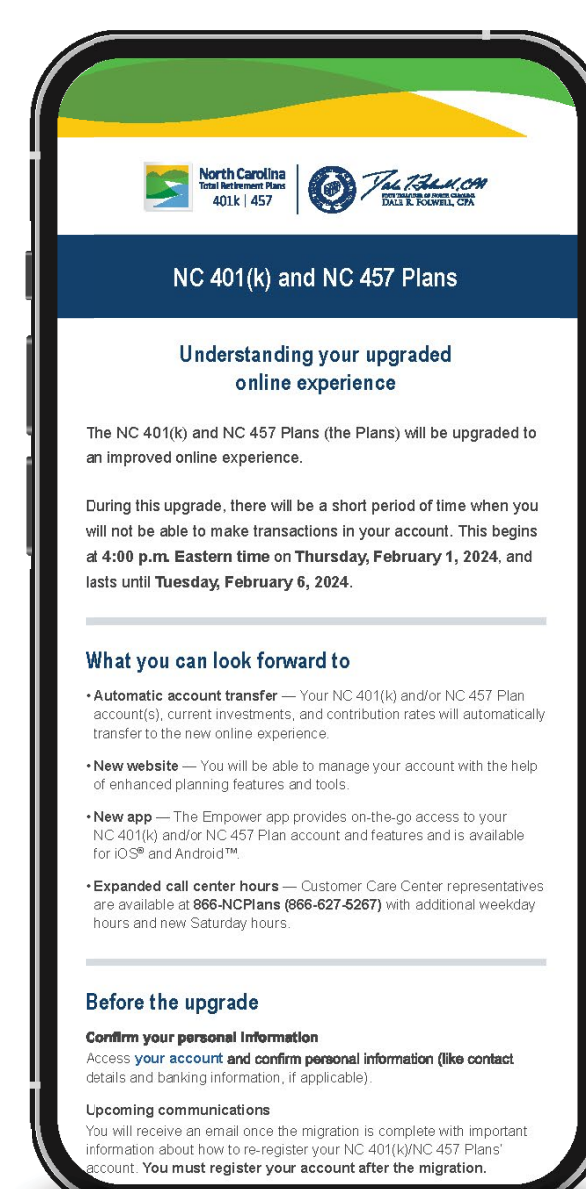 North Carolina
Total Retirement Plans
401k | 457
STATE TREASURER OF NORTH CAROLINA
DALE R. FOLWELL, CPA
NC 401(k) and NC 457 Plans
Understanding your upgraded
online experience
The NC 401(k) and NC 457 Plans (the Plans) will be upgraded to
an improved online experience.
During this upgrade, there will be a short period of time when you
will not be able to make transactions in your account. This begins
at 4:00 p.m. Eastern time on Thursday, February 1, 2024, and
lasts until Tuesday, February 6, 2024.
What you can look forward to
• Automatic account transfer — Your NC 401(k) and/or NC 457 Plan
account(s), current investments, and contribution rates will automatically
transfer to the new online experience.
• New website — You will be able to manage your account with the help
of enhanced planning features and tools.
• New app — The Empower app provides on-the-go access to your
NC 401(k) and/or NC 457 Plan account and features and is available
for iOS® and Android™.
• Expanded call center hours — Customer Care Center representatives
are available at 866-NCPlans (866-627-5267) with additional weekday
hours and new Saturday hours.
Before the upgrade
Confirm your personal information
Access your account and confirm personal information (like contact
details and banking information, if applicable).
Upcoming communications
You will receive an email once the migration is complete with important
information about how to re-register your NC 401(k)/NC 457 Plans'
account. You must register your account after the migration.